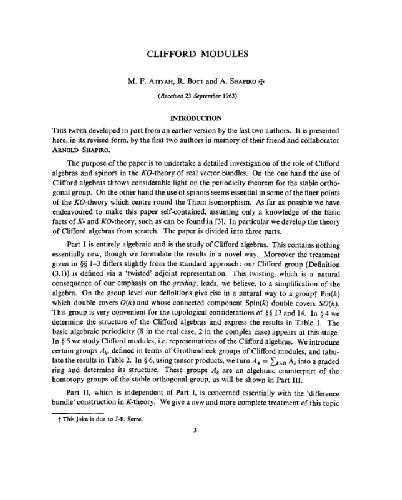 CLIFFORD MODULES
M. F. ATIYAH, R. BOTT and A. SHAPIRO ✠
(Received 23 September 1963)
INTRODUCTION
THIS PAPER developed in part from an earlier version by the last two authors. It is presented
here, in its revised form, by the first two authors in memory of their friend and collaborator
ARNOLD SHAPIRO.
The purpose of the paper is to undertake a detailed investigation of the role of Clifford
algebras and spinors in the KO-theory of real vector bundles. On the one hand the use of
Clifford algebras throws considerable light on the periodicity theorem for the stable ortho-
gonal group. On the other hand the use of spinors seems essential in some of the finer points
of the KO-theory which centre round the Thom isomorphism. As far as possible we have
endeavoured to make this paper self-contained, assuming only a knowledge of the basic
facts of K- and KO-theory, such as can be found in [3]. In particular we develop the theory
of Clifford algebras from scratch. The paper is divided into three parts.
Part I is entirely algebraic and is the study of Clifford algebras. This contains nothing
essentially new, though we formulate the results in a novel way. Moreover the treatment
given in §§ 1–3 differs slightly from the standard approach: our Clifford group (Definition
(3.1)) is defined via a 'twisted' adjoint representation. This twisting, which is a natural
consequence of our emphasis on the grading, leads, we believe, to a simplification of the
algebra. On the group level our definitions give rise in a natural way to a group† Pin(k)
which double covers O(k) and whose connected component Spin(k) double covers SO(k).
This group is very convenient for the topological considerations of §§ 13 and 14. In § 4 we
determine the structure of the Clifford algebras and express the results in Table 1. The
basic algebraic periodicity (8 in the real case, 2 in the complex case) appears at this stage.
In § 5 we study Clifford modules, i.e. representations of the Clifford algebras. We introduce
certain groups Aₖ, defined in terms of Grothendieck groups of Clifford modules, and tabu-
late the results in Table 2. In § 6, using tensor products, we turn A∗ = ∑ₖ≥₀ Aₖ into a graded
ring and determine its structure. These groups Aₖ are an algebraic counterpart of the
homotopy groups of the stable orthogonal group, as will be shown in Part III.
Part II, which is independent of Part I, is concerned essentially with the 'difference
bundle' construction in K-theory. We give a new and more complete treatment of this topic
† This joke is due to J-P. Serre.
3